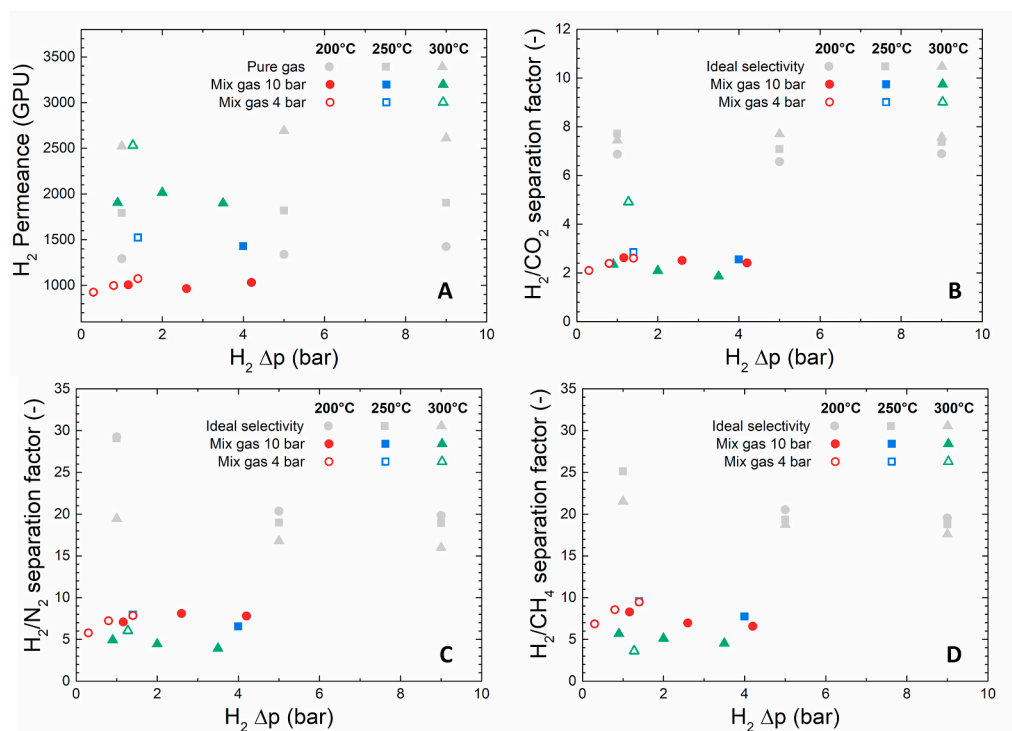 200°C 250°C 300°C
Pure gas
Mix gas 10 bar
Mix gas 4 bar
H2 Permeance (GPU)
3500
3000
2500
2000
1500
1000
A
0 2 4 6 8 10
H2 Δp (bar)
200°C 250°C 300°C
Ideal selectivity
Mix gas 10 bar
Mix gas 4 bar
H2/CO2 separation factor (-)
12
10
8
6
4
2
0
B
0 2 4 6 8 10
H2 Δp (bar)
200°C 250°C 300°C
Ideal selectivity
Mix gas 10 bar
Mix gas 4 bar
H2/N2 separation factor (-)
35
30
25
20
15
10
5
0
C
0 2 4 6 8 10
H2 Δp (bar)
200°C 250°C 300°C
Ideal selectivity
Mix gas 10 bar
Mix gas 4 bar
H2/CH4 separation factor (-)
35
30
25
20
15
10
5
0
D
0 2 4 6 8 10
H2 Δp (bar)